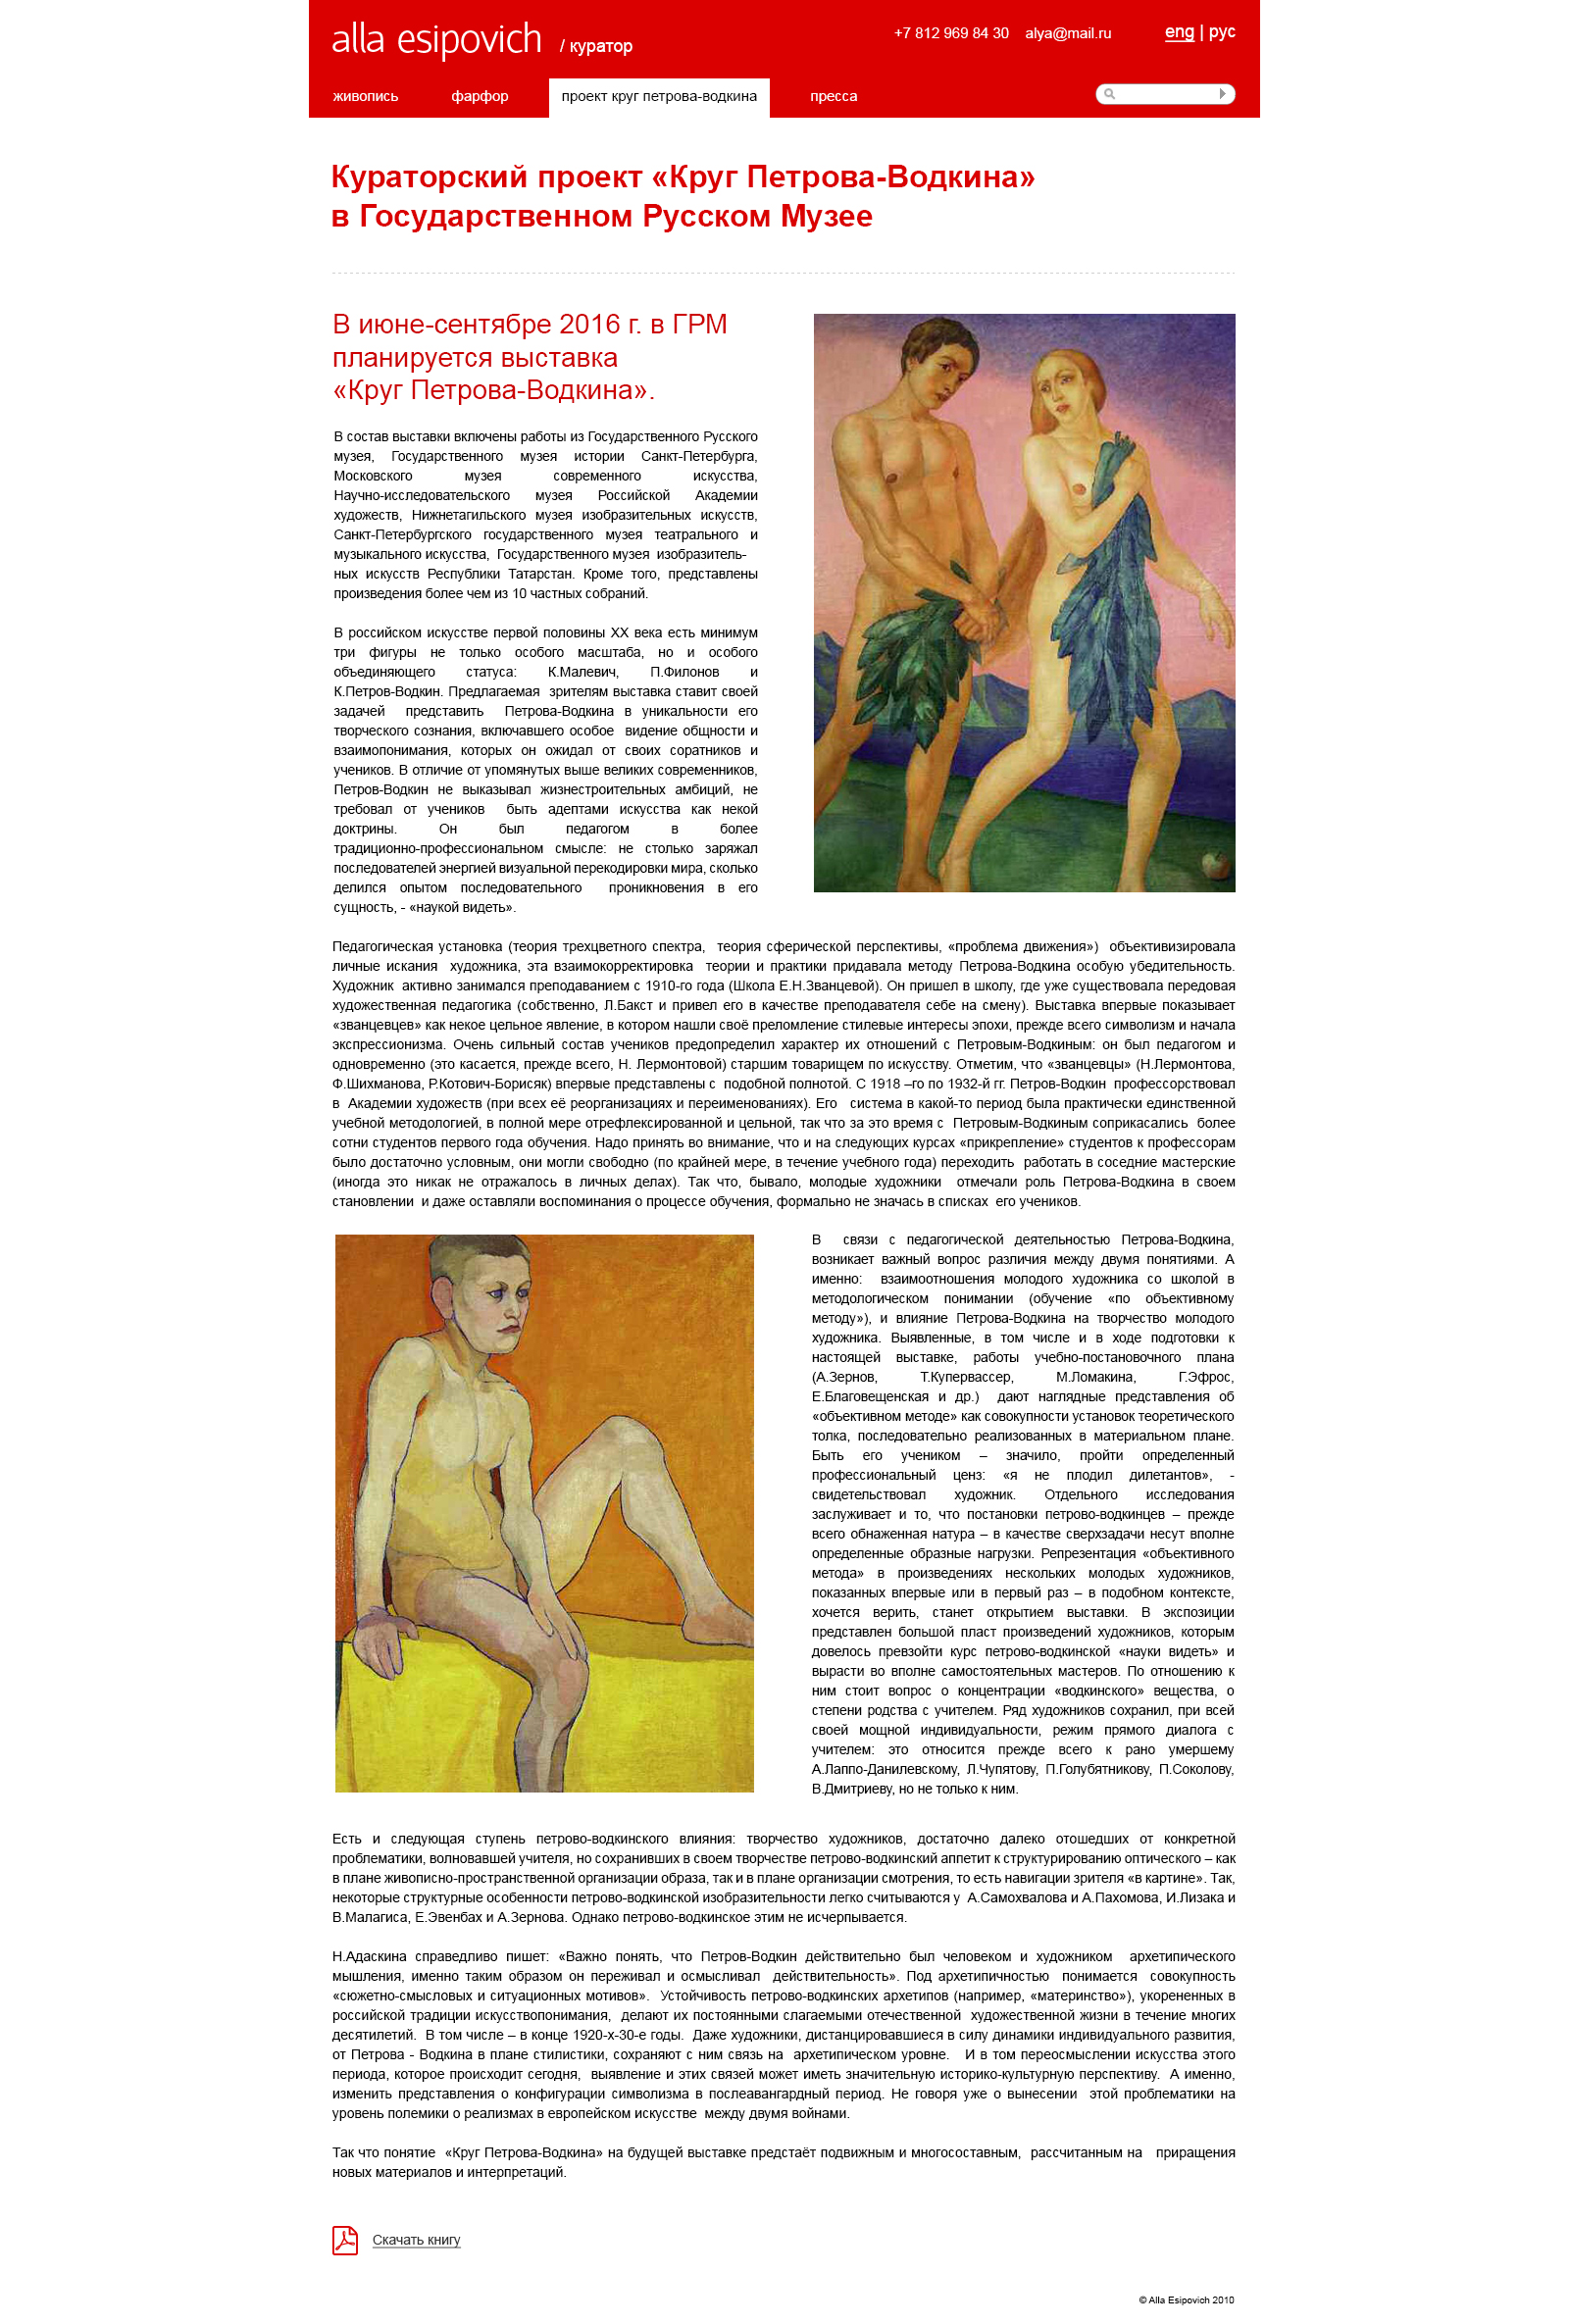 alla esipovich / куратор
+7 812 969 84 30 alya@mail.ru eng | рус
живопись фарфор проект круг петрова-водкина пресса
Кураторский проект «Круг Петрова-Водкина»
в Государственном Русском Музее
В июне-сентябре 2016 г. в ГРМ
планируется выставка
«Круг Петрова-Водкина».
В состав выставки включены работы из Государственного Русского
музея, Государственного музея истории Санкт-Петербурга,
Московского музея современного искусства,
Научно-исследовательского музея Российской Академии
художеств, Нижнетагильского музея изобразительных искусств,
Санкт-Петербургского государственного музея театрального и
музыкального искусства, Государственного музея изобразитель-
ных искусств Республики Татарстан. Кроме того, представлены
произведения более чем из 10 частных собраний.
В российском искусстве первой половины XX века есть минимум
три фигуры не только особого масштаба, но и особого
объединяющего статуса: К.Малевич, П.Филонов и
К.Петров-Водкин. Предлагаемая зрителям выставка ставит своей
задачей представить Петрова-Водкина в уникальности его
творческого сознания, включавшего особое видение общности и
взаимопонимания, которых он ожидал от своих соратников и
учеников. В отличие от упомянутых выше великих современников,
Петров-Водкин не выказывал жизнестроительных амбиций, не
требовал от учеников быть адептами искусства как некой
доктрины. Он был педагогом в более
традиционно-профессиональном смысле: не столько заряжал
последователей энергией визуальной перекодировки мира, сколько
делился опытом последовательного проникновения в его
сущность, - «наукой видеть».
Педагогическая установка (теория трехцветного спектра, теория сферической перспективы, «проблема движения») объективизировала
личные искания художника, эта взаимокорректировка теории и практики придавала методу Петрова-Водкина особую убедительность.
Художник активно занимался преподаванием с 1910-го года (Школа Е.Н.Званцевой). Он пришел в школу, где уже существовала передовая
художественная педагогика (собственно, Л.Бакст и привел его в качестве преподавателя себе на смену). Выставка впервые показывает
«званцевцев» как некое цельное явление, в котором нашли своё преломление стилевые интересы эпохи, прежде всего символизм и начала
экспрессионизма. Очень сильный состав учеников предопределил характер их отношений с Петровым-Водкиным: он был педагогом и
одновременно (это касается, прежде всего, Н. Лермонтовой) старшим товарищем по искусству. Отметим, что «званцевцы» (Н.Лермонтова,
Ф.Шихманова, Р.Котович-Борисяк) впервые представлены с подобной полнотой. С 1918 –го по 1932-й гг. Петров-Водкин профессорствовал
в Академии художеств (при всех её реорганизациях и переименованиях). Его система в какой-то период была практически единственной
учебной методологией, в полной мере отрефлексированной и цельной, так что за это время с Петровым-Водкиным соприкасались более
сотни студентов первого года обучения. Надо принять во внимание, что и на следующих курсах «прикрепление» студентов к профессорам
было достаточно условным, они могли свободно (по крайней мере, в течение учебного года) переходить работать в соседние мастерские
(иногда это никак не отражалось в личных делах). Так что, бывало, молодые художники отмечали роль Петрова-Водкина в своем
становлении и даже оставляли воспоминания о процессе обучения, формально не значась в списках его учеников.
В связи с педагогической деятельностью Петрова-Водкина,
возникает важный вопрос различия между двумя понятиями. А
именно: взаимоотношения молодого художника со школой в
методологическом понимании (обучение «по объективному
методу»), и влияние Петрова-Водкина на творчество молодого
художника. Выявленные, в том числе и в ходе подготовки к
настоящей выставке, работы учебно-постановочного плана
(А.Зернов, Т.Купервассер, М.Ломакина, Г.Эфрос,
Е.Благовещенская и др.) дают наглядные представления об
«объективном методе» как совокупности установок теоретического
толка, последовательно реализованных в материальном плане.
Быть его учеником – значило, пройти определенный
профессиональный ценз: «я не плодил дилетантов», -
свидетельствовал художник. Отдельного исследования
заслуживает и то, что постановки петрово-водкинцев – прежде
всего обнаженная натура – в качестве сверхзадачи несут вполне
определенные образные нагрузки. Репрезентация «объективного
метода» в произведениях нескольких молодых художников,
показанных впервые или в первый раз – в подобном контексте,
хочется верить, станет открытием выставки. В экспозиции
представлен большой пласт произведений художников, которым
довелось превзойти курс петрово-водкинской «науки видеть» и
вырасти во вполне самостоятельных мастеров. По отношению к
ним стоит вопрос о концентрации «водкинского» вещества, о
степени родства с учителем. Ряд художников сохранил, при всей
своей мощной индивидуальности, режим прямого диалога с
учителем: это относится прежде всего к рано умершему
А.Лаппо-Данилевскому, Л.Чупятову, П.Голубятникову, П.Соколову,
В.Дмитриеву, но не только к ним.
Есть и следующая ступень петрово-водкинского влияния: творчество художников, достаточно далеко отошедших от конкретной
проблематики, волновавшей учителя, но сохранивших в своем творчестве петрово-водкинский аппетит к структурированию оптического – как
в плане живописно-пространственной организации образа, так и в плане организации смотрения, то есть навигации зрителя «в картине». Так,
некоторые структурные особенности петрово-водкинской изобразительности легко считываются у А.Самохвалова и А.Пахомова, И.Лизака и
В.Малагиса, Е.Эвенбах и А.Зернова. Однако петрово-водкинское этим не исчерпывается.
Н.Адаскина справедливо пишет: «Важно понять, что Петров-Водкин действительно был человеком и художником архетипического
мышления, именно таким образом он переживал и осмысливал действительность». Под архетипичностью понимается совокупность
«сюжетно-смысловых и ситуационных мотивов». Устойчивость петрово-водкинских архетипов (например, «материнство»), укорененных в
российской традиции искусствопонимания, делают их постоянными слагаемыми отечественной художественной жизни в течение многих
десятилетий. В том числе – в конце 1920-х-30-е годы. Даже художники, дистанцировавшиеся в силу динамики индивидуального развития,
от Петрова - Водкина в плане стилистики, сохраняют с ним связь на архетипическом уровне. И в том переосмыслении искусства этого
периода, которое происходит сегодня, выявление и этих связей может иметь значительную историко-культурную перспективу. А именно,
изменить представления о конфигурации символизма в послеавангардный период. Не говоря уже о вынесении этой проблематики на
уровень полемики о реализмах в европейском искусстве между двумя войнами.
Так что понятие «Круг Петрова-Водкина» на будущей выставке предстаёт подвижным и многосоставным, рассчитанным на приращения
новых материалов и интерпретаций.
Скачать книгу
© Alla Esipovich 2010